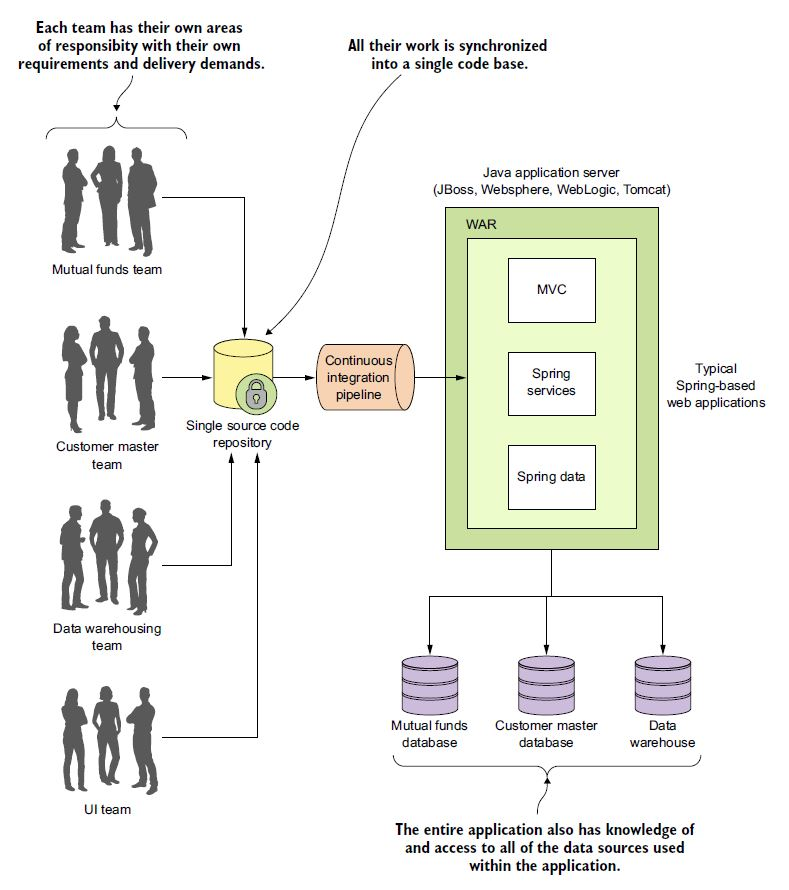 Each team has their own areas
of responsibity with their own
requirements and delivery demands.
All their work is synchronized
into a single code base.
Mutual funds team
Customer master
team
Data warehousing
team
UI team
Single source code
repository
Continuous
integration
pipeline
Java application server
(JBoss, Websphere, WebLogic, Tomcat)
WAR
MVC
Spring
services
Spring data
Typical
Spring-based
web applications
Mutual funds
database
Customer master
database
Data
warehouse
The entire application also has knowledge of
and access to all of the data sources used
within the application.